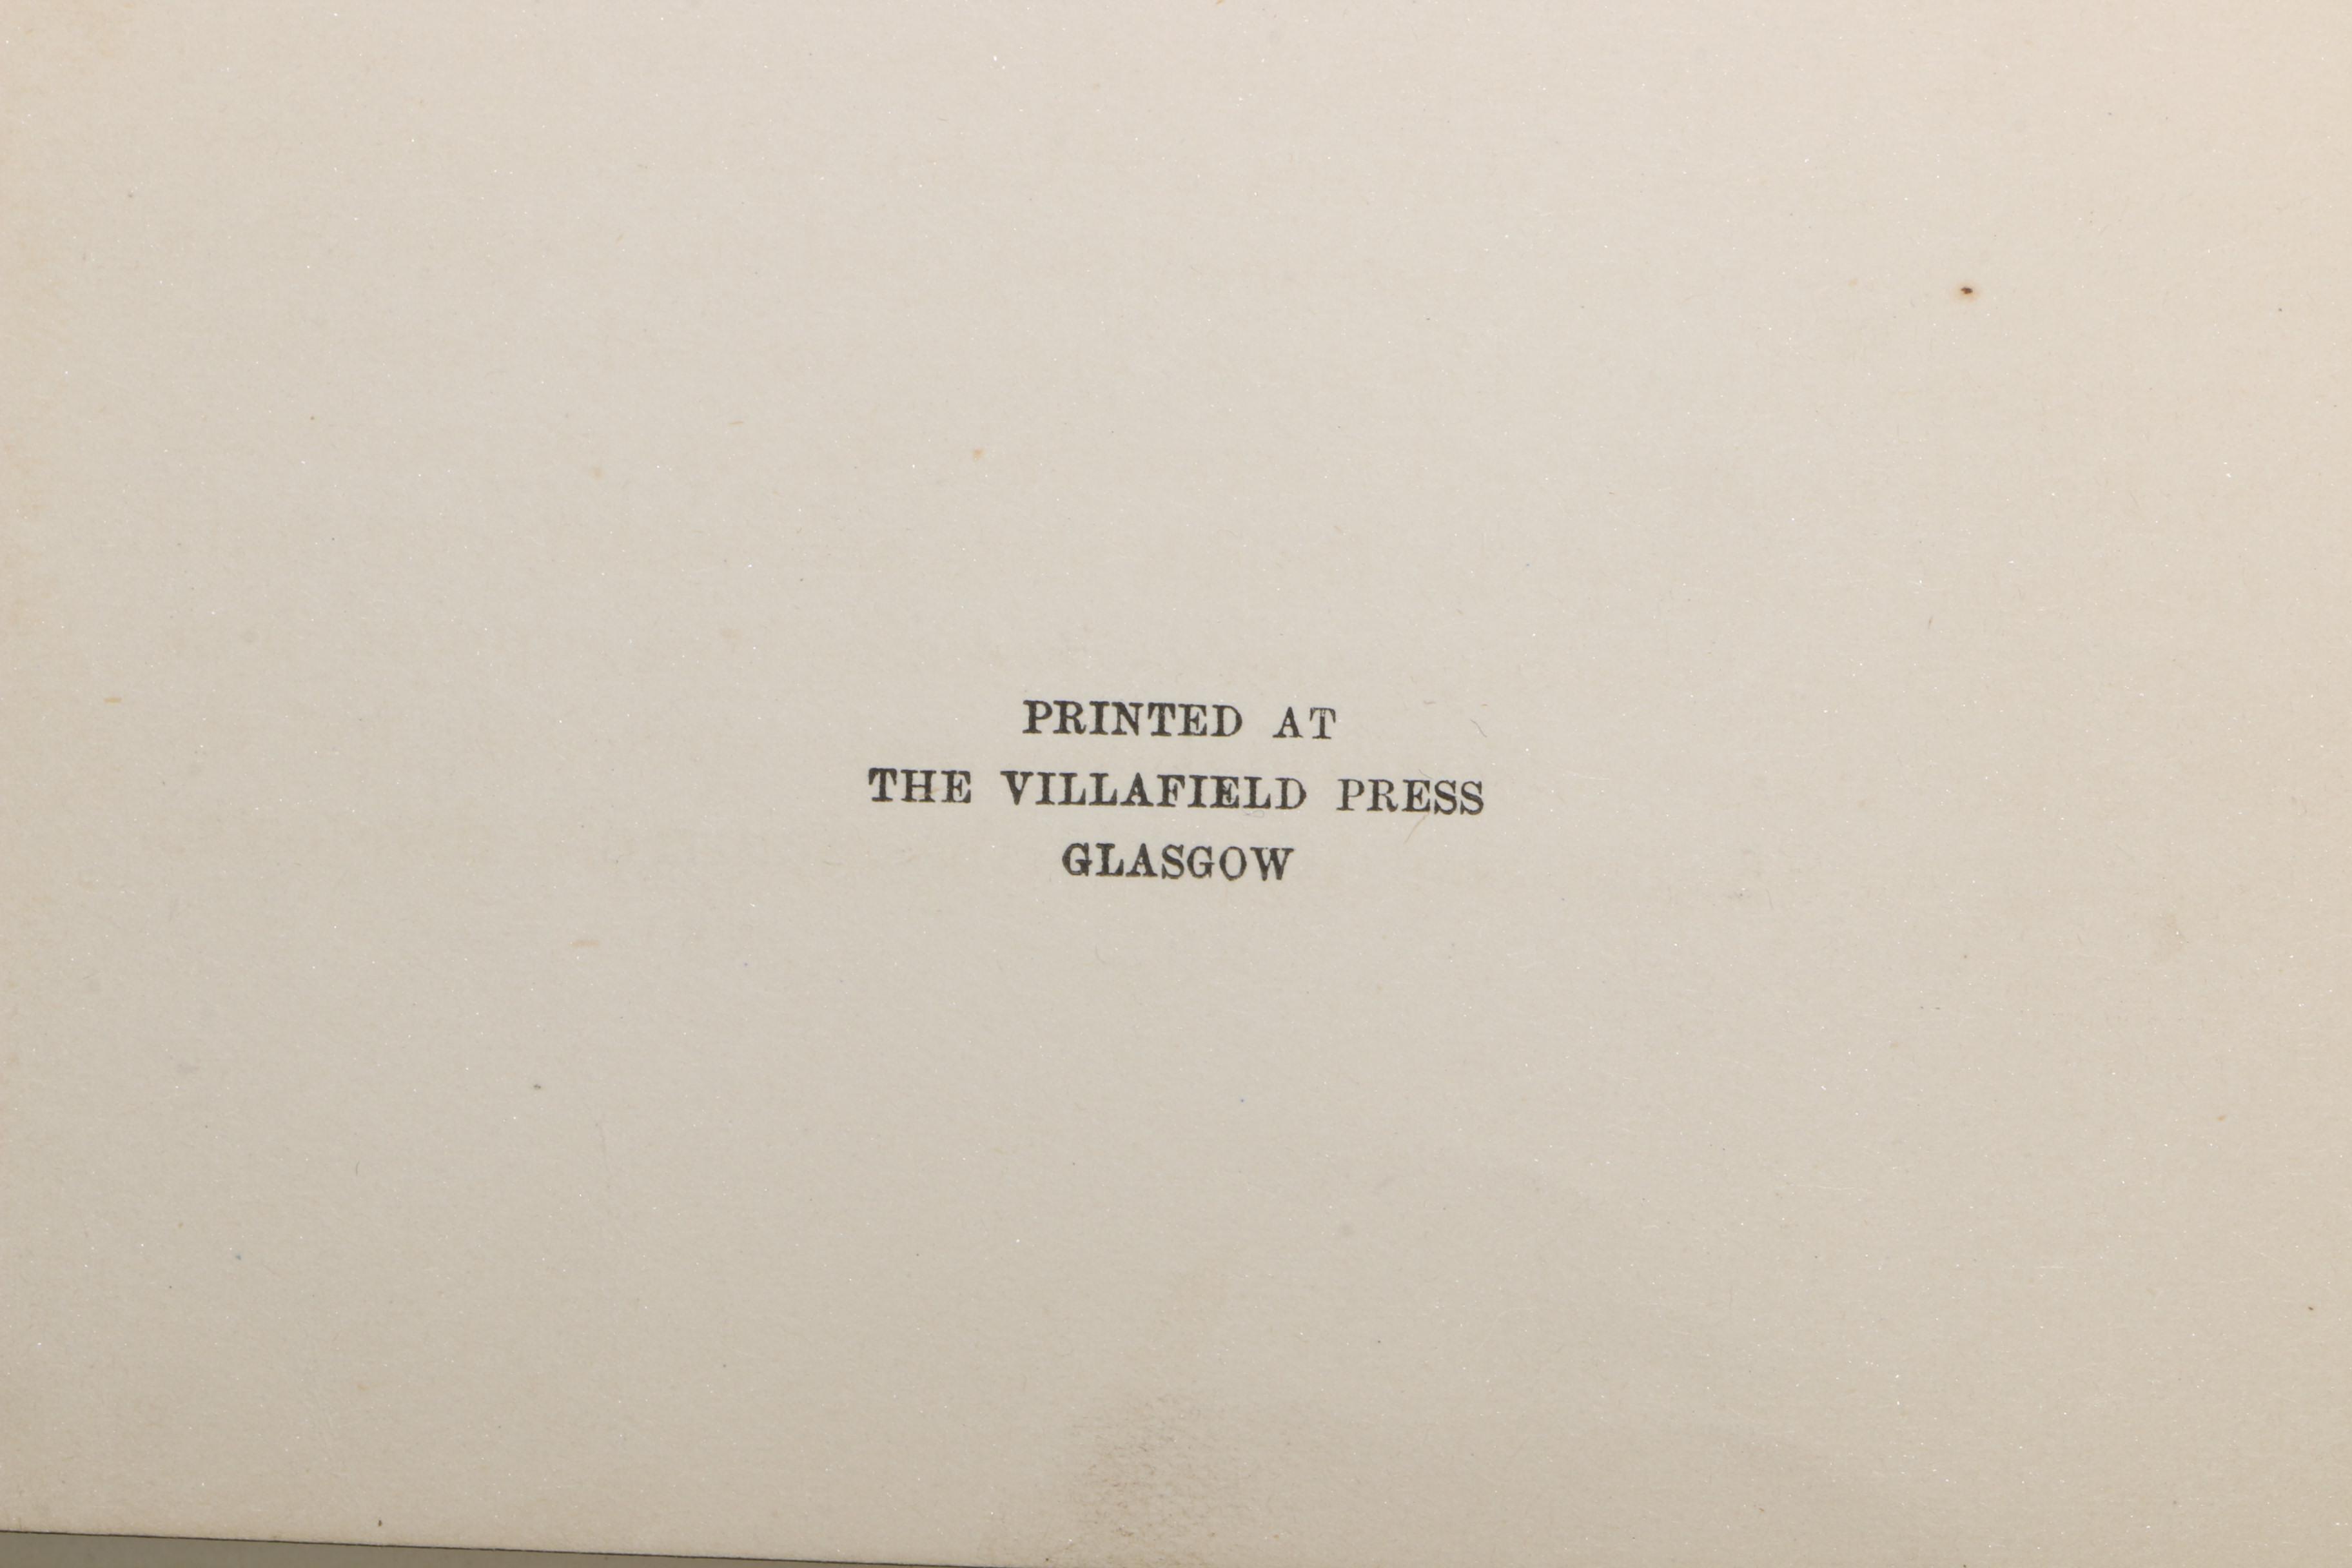 PRINTED AT
THE VILLAFIELD PRESS
GLASGOW